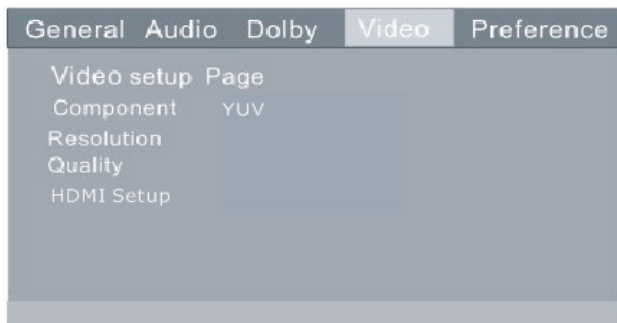 General Audio Dolby Video Preference
Video setup Page
Component YUV
Resolution
Quality
HDMI Setup